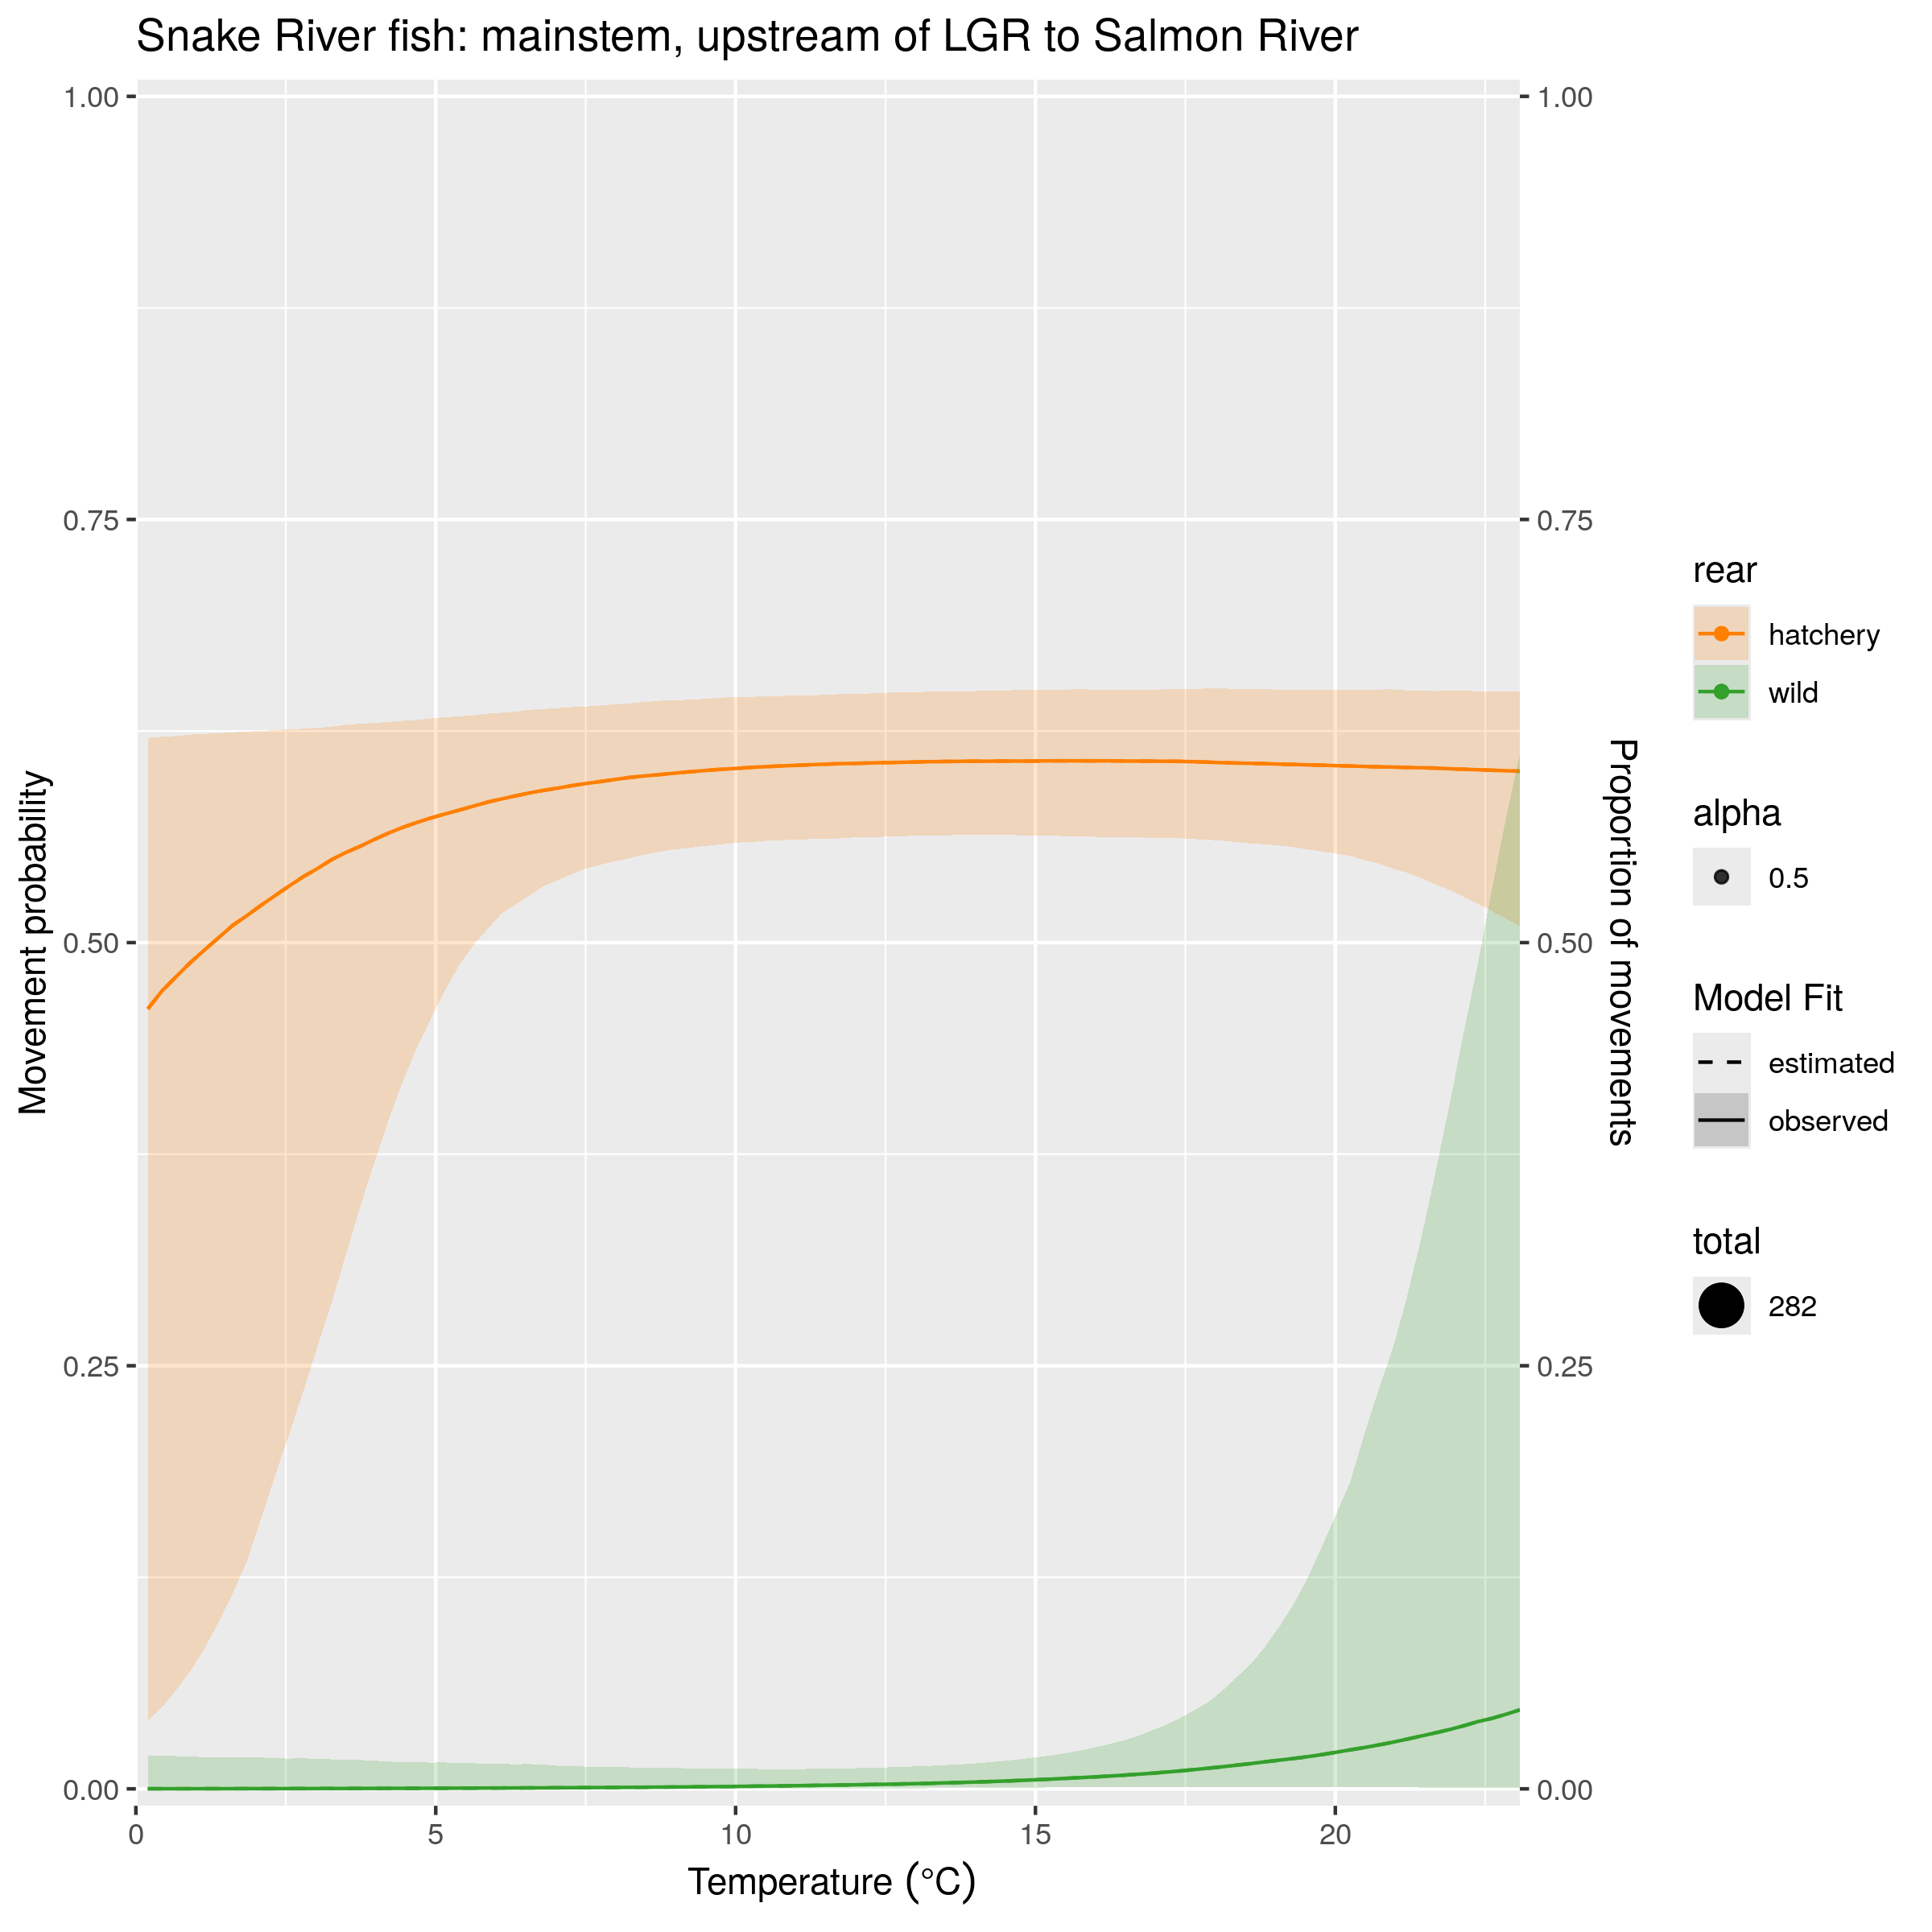 Snake River fish: mainstem, upstream of LGR to Salmon River
1.00
0.75
0.50
0.25
0.00
Movement probability
0
5
10
15
20
Temperature (°C)
1.00
0.75
0.50
0.25
0.00
Proportion of movements
rear
hatchery
wild
alpha
0.5
Model Fit
estimated
observed
total
282